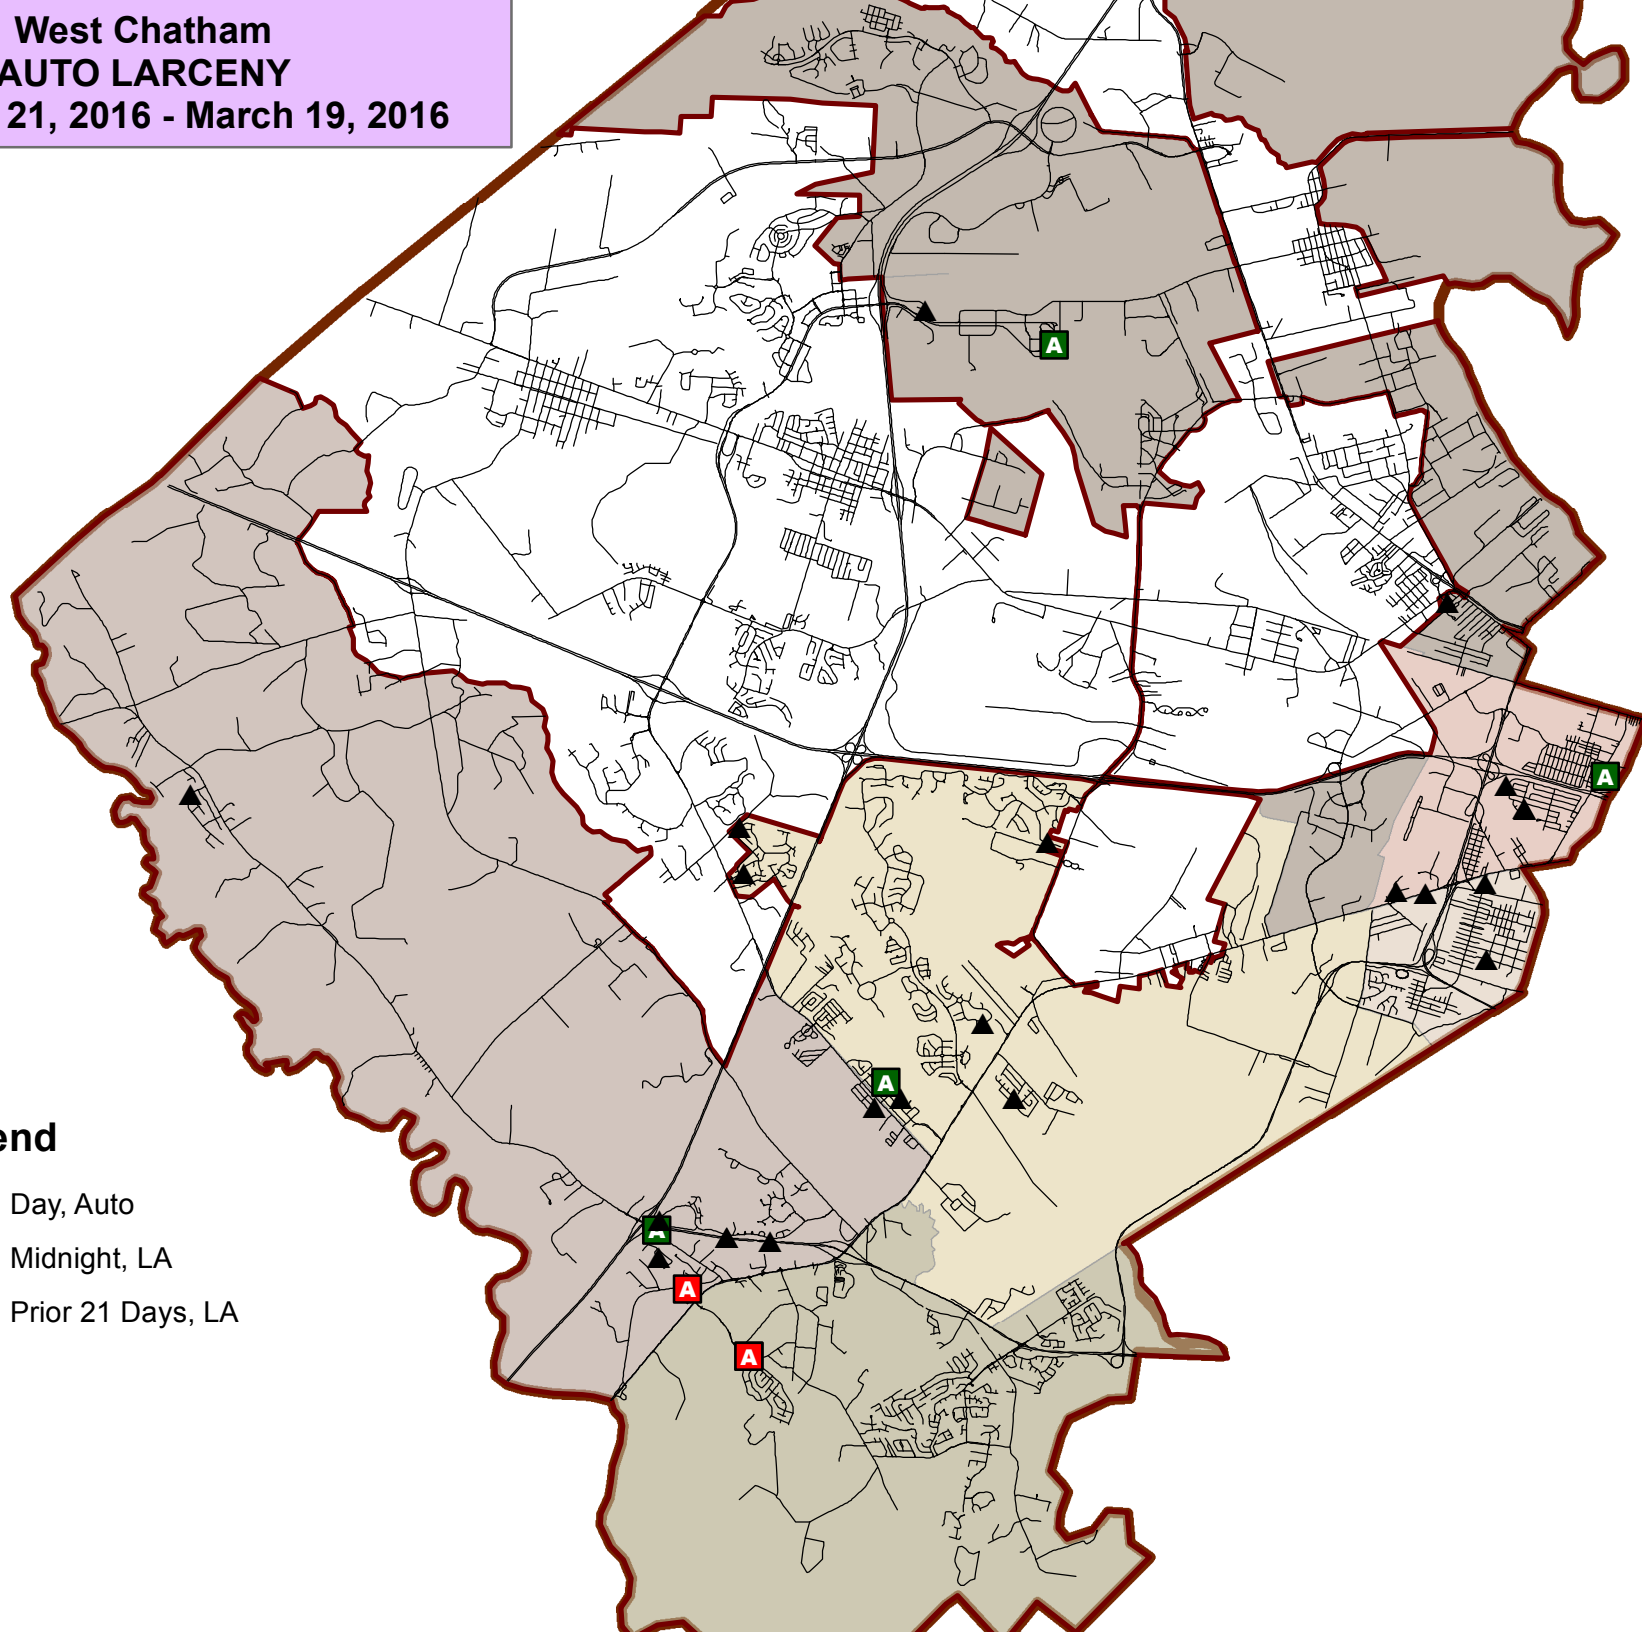 West Chatham
AUTO LARCENY
21, 2016 - March 19, 2016
A
A
A
A
A
A
end
Day, Auto
Midnight, LA
Prior 21 Days, LA